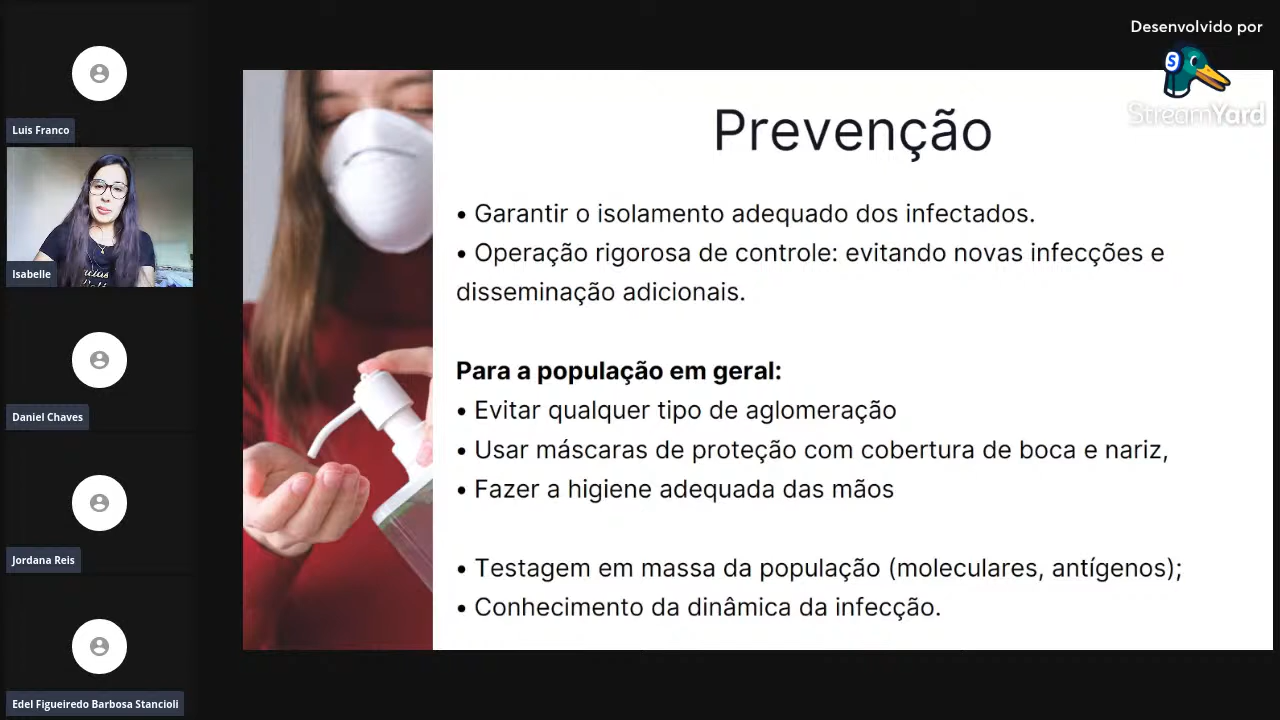 Desenvolvido por
StreamYard
Luis Franco
Isabelle
Daniel Chaves
Jordana Reis
Edel Figueiredo Barbosa Stancioli
Prevenção
• Garantir o isolamento adequado dos infectados.
• Operação rigorosa de controle: evitando novas infecções e
disseminação adicionais.
Para a população em geral:
• Evitar qualquer tipo de aglomeração
• Usar máscaras de proteção com cobertura de boca e nariz,
• Fazer a higiene adequada das mãos
• Testagem em massa da população (moleculares, antígenos);
• Conhecimento da dinâmica da infecção.